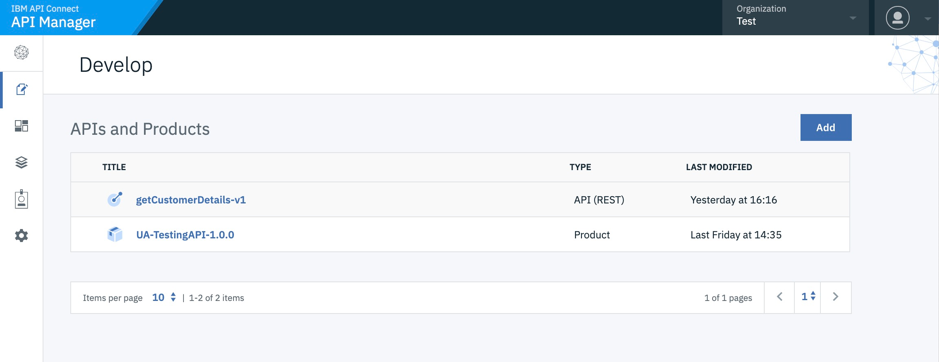 IBM API Connect
API Manager
Organization
Test
Develop
APIs and Products
Add
TITLE TYPE LAST MODIFIED
getCustomerDetails-v1 API (REST) Yesterday at 16:16
UA-TestingAPI-1.0.0 Product Last Friday at 14:35
Items per page 10 | 1-2 of 2 items 1 of 1 pages 1